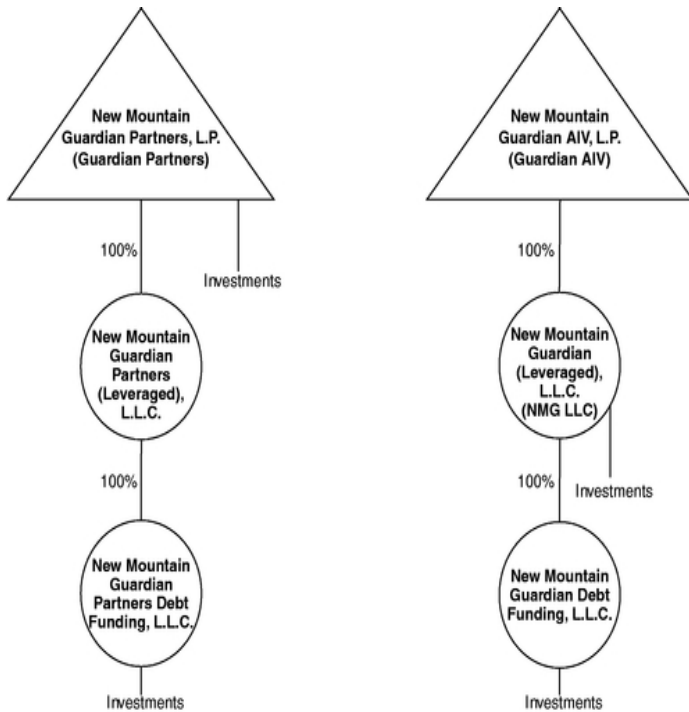 New Mountain
Guardian Partners, L.P.
(Guardian Partners)
100%
Investments
New Mountain
Guardian
Partners
(Leveraged),
L.L.C.
100%
New Mountain
Guardian
Partners Debt
Funding, L.L.C.
Investments
New Mountain
Guardian AIV, L.P.
(Guardian AIV)
100%
New Mountain
Guardian
(Leveraged),
L.L.C.
(NMG LLC)
100%
Investments
New Mountain
Guardian Debt
Funding, L.L.C.
Investments